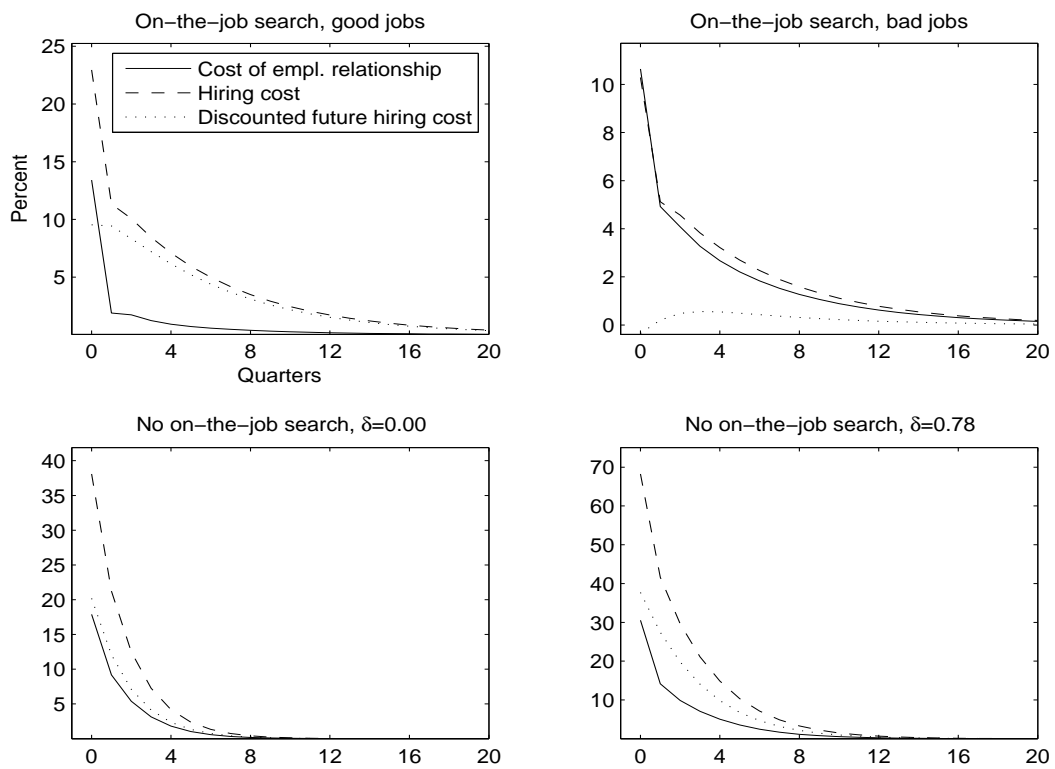 On−the−job search, good jobs
25
20
15
10
5
Percent
Cost of empl. relationship
Hiring cost
Discounted future hiring cost
0 4 8 12 16 20
Quarters
On−the−job search, bad jobs
10
8
6
4
2
0
0 4 8 12 16 20
No on−the−job search, δ=0.00
40
35
30
25
20
15
10
5
0 4 8 12 16 20
No on−the−job search, δ=0.78
70
60
50
40
30
20
10
0 4 8 12 16 20